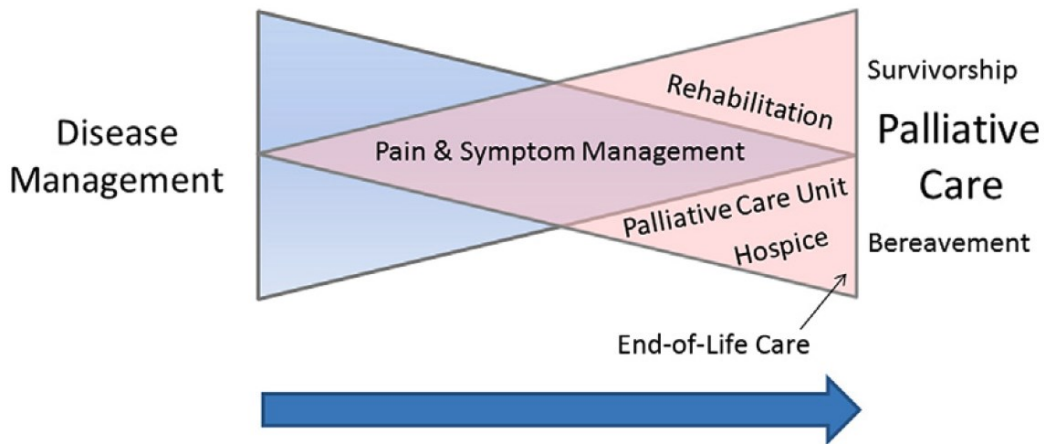 Disease
Management
Pain & Symptom Management
Rehabilitation
Palliative Care Unit
Hospice
End-of-Life Care
Survivorship
Palliative
Care
Bereavement